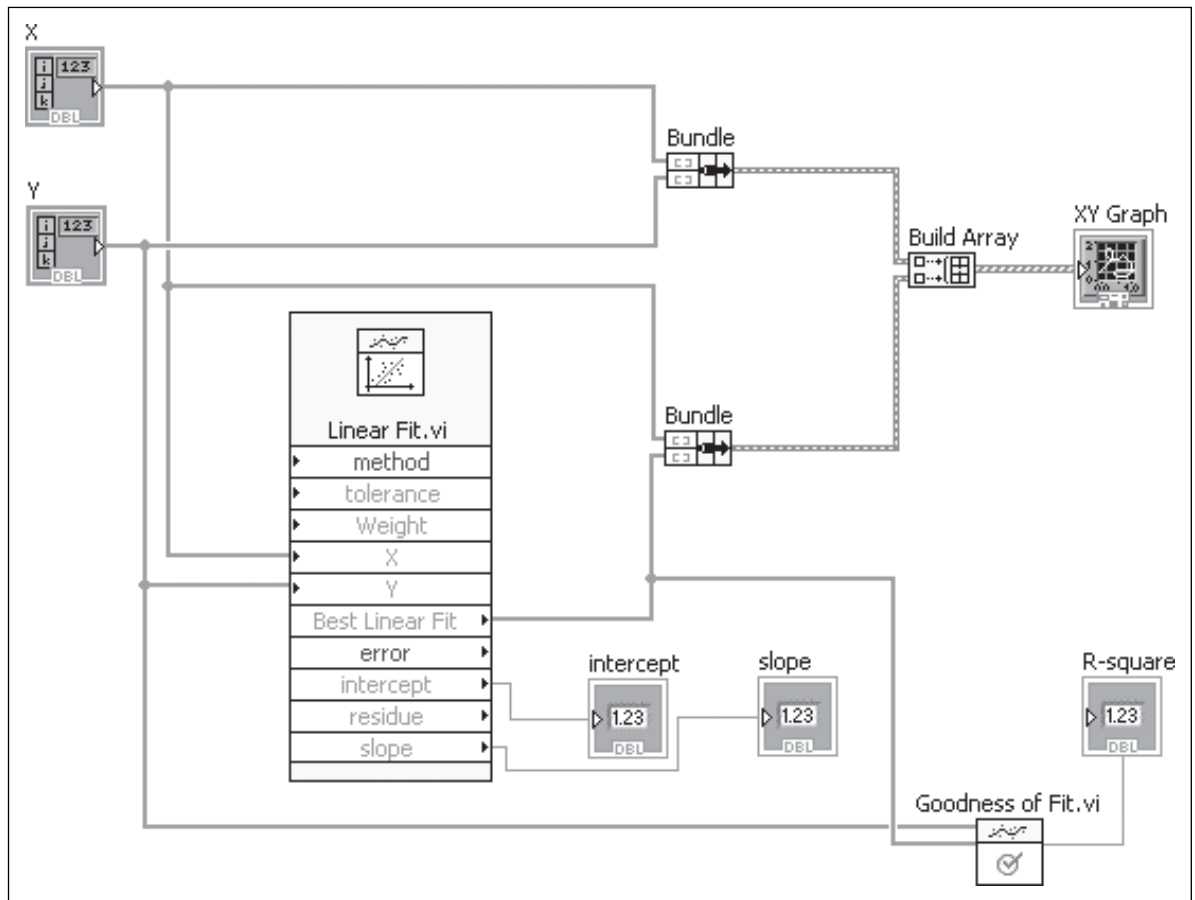 X
i
j
k
123
DBL
Y
i
j
k
123
DBL
Bundle
Build Array
XY Graph
Linear Fit.vi
method
tolerance
Weight
X
Y
Best Linear Fit
error
intercept
residue
slope
Bundle
intercept
1.23
DBL
slope
1.23
DBL
R-square
1.23
DBL
Goodness of Fit.vi